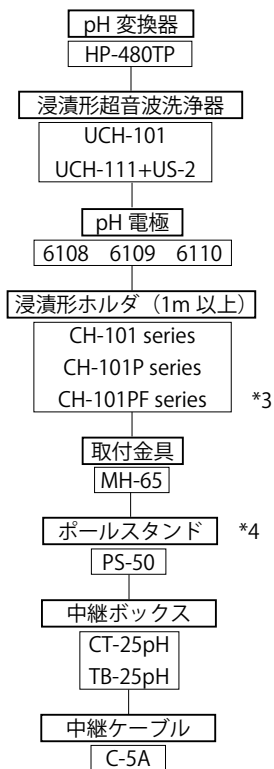 pH 変換器
HP-480TP
浸漬形超音波洗浄器
UCH-101
UCH-111+US-2
pH 電極
6108 6109 6110
浸漬形ホルダ（1m 以上）
CH-101 series
CH-101P series
CH-101PF series *3
取付金具
MH-65
ポールスタンド *4
PS-50
中継ボックス
CT-25pH
TB-25pH
中継ケーブル
C-5A